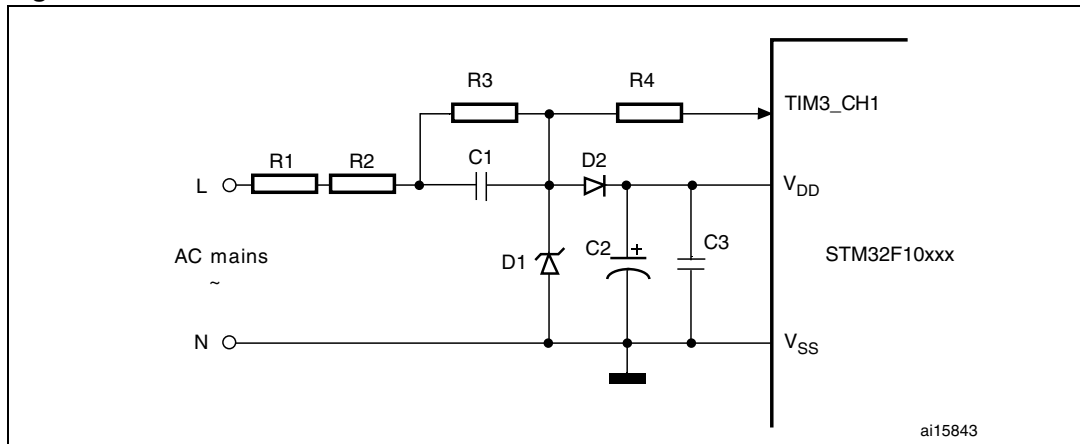 R3
R4
TIM3_CH1
R1
R2
C1
D2
L
VDD
C2
+
C3
D1
AC mains
~
STM32F10xxx
N
VSS
ai15843